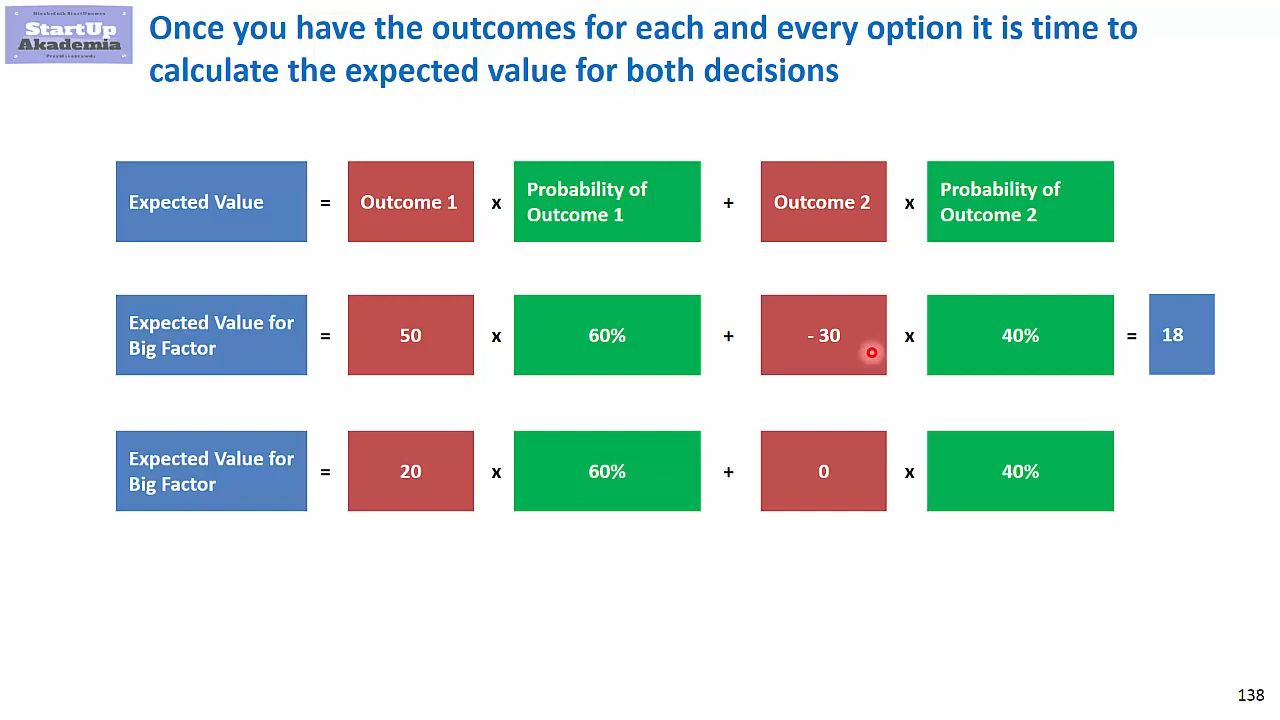 StartUp
Akademia
Once you have the outcomes for each and every option it is time to
calculate the expected value for both decisions
Expected Value = Outcome 1 x Probability of Outcome 1 + Outcome 2 x Probability of Outcome 2
Expected Value for Big Factor = 50 x 60% + - 30 x 40% = 18
Expected Value for Big Factor = 20 x 60% + 0 x 40%
138